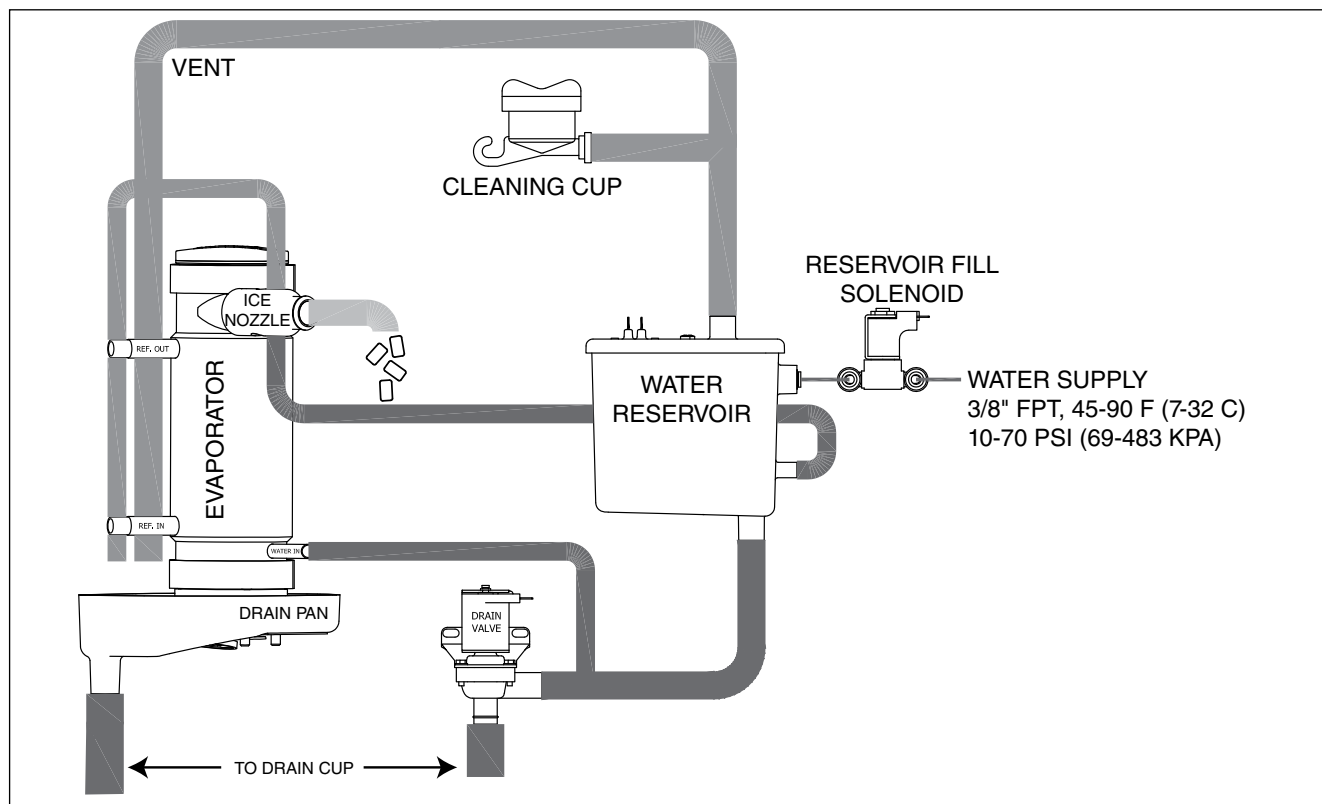 VENT
CLEANING CUP
RESERVOIR FILL
SOLENOID
ICE
NOZZLE
REF. OUT
EVAPORATOR
WATER
RESERVOIR
WATER SUPPLY
3/8" FPT, 45-90 F (7-32 C)
10-70 PSI (69-483 KPA)
REF. IN
WATER IN
DRAIN PAN
DRAIN
VALVE
TO DRAIN CUP